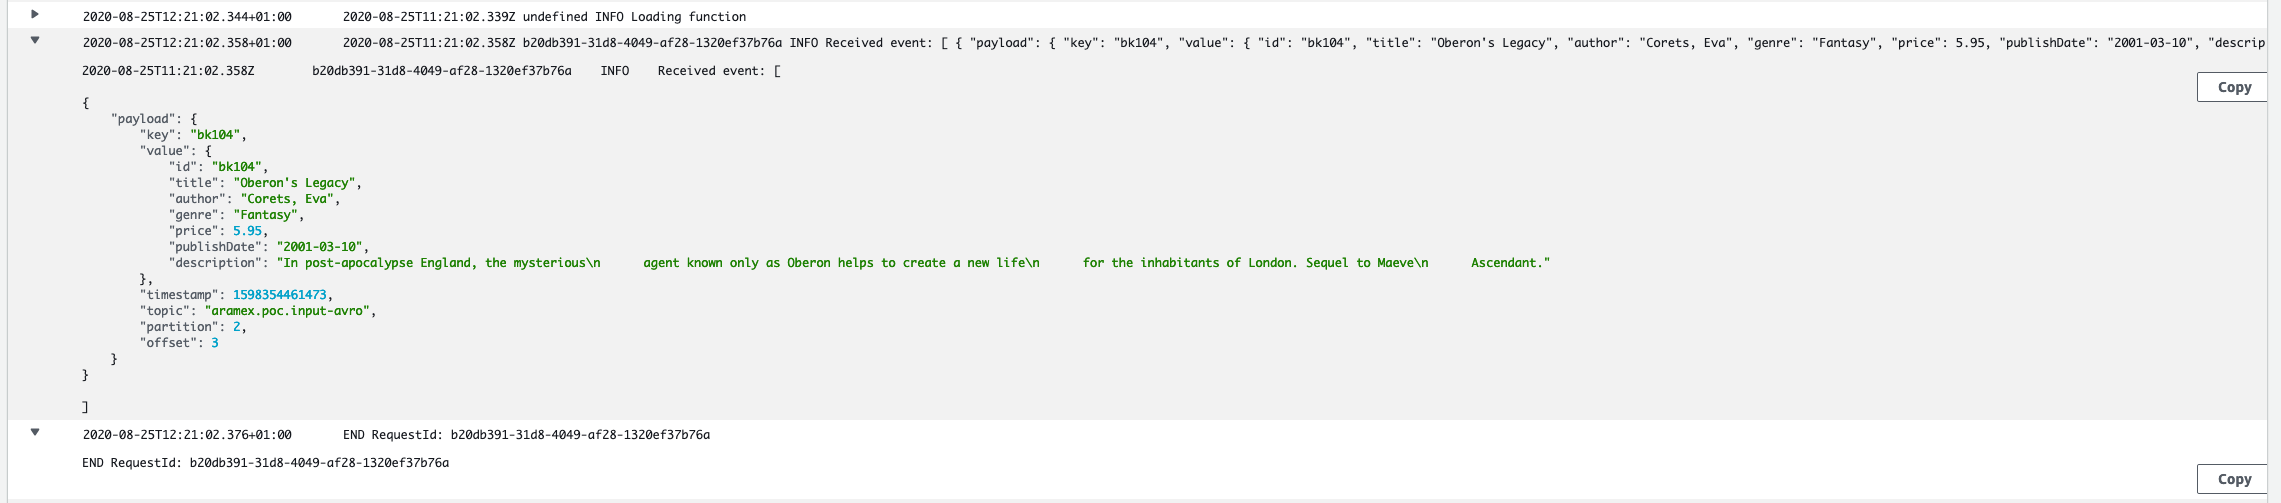 2020-08-25T12:21:02.344+01:00 2020-08-25T11:21:02.339Z undefined INFO Loading function
2020-08-25T12:21:02.358+01:00 2020-08-25T11:21:02.358Z b20db391-31d8-4049-af28-1320ef37b76a INFO Received event: [ { "payload": { "key": "bk104", "value": { "id": "bk104", "title": "Oberon's Legacy", "author": "Corets, Eva", "genre": "Fantasy", "price": 5.95, "publishDate": "2001-03-10", "descrip
2020-08-25T11:21:02.358Z b20db391-31d8-4049-af28-1320ef37b76a INFO Received event: [
Copy
{
"payload": {
"key": "bk104",
"value": {
"id": "bk104",
"title": "Oberon's Legacy",
"author": "Corets, Eva",
"genre": "Fantasy",
"price": 5.95,
"publishDate": "2001-03-10",
"description": "In post-apocalypse England, the mysterious\n      agent known only as Oberon helps to create a new life\n      for the inhabitants of London. Sequel to Maeve\n      Ascendant."
},
"timestamp": 1598354461473,
"topic": "aramex.poc.input-avro",
"partition": 2,
"offset": 3
}
}
]
2020-08-25T12:21:02.376+01:00 END RequestId: b20db391-31d8-4049-af28-1320ef37b76a
END RequestId: b20db391-31d8-4049-af28-1320ef37b76a
Copy